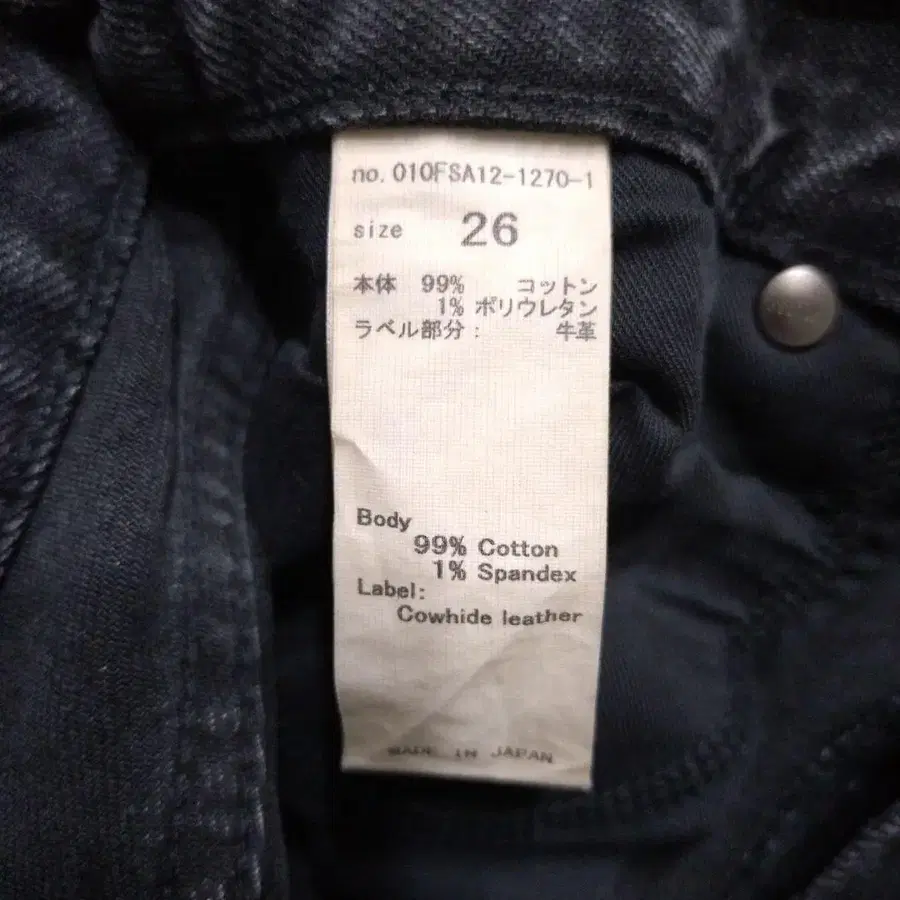 no. 010FSA12-1270-1
size 26
本体 99% コットン
1% ポリウレタン
ラベル部分: 牛革
Body
99% Cotton
1% Spandex
Label:
Cowhide leather
MADE IN JAPAN